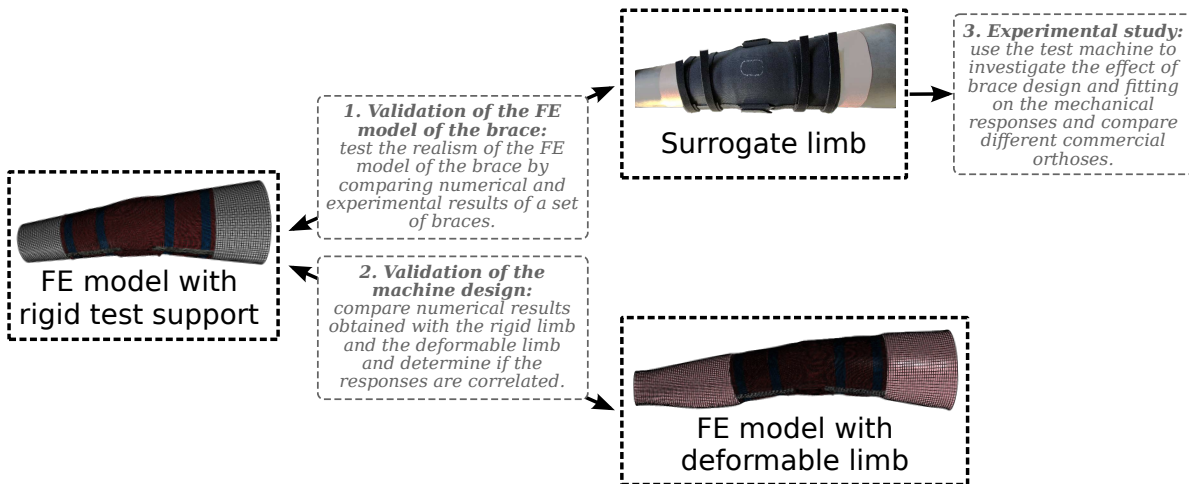 1. Validation of the FE
model of the brace:
test the realism of the FE
model of the brace by
comparing numerical and
experimental results of a set
of braces.
Surrogate limb
3. Experimental study:
use the test machine to
investigate the effect of
brace design and fitting
on the mechanical
responses and compare
different commercial
orthoses.
FE model with
rigid test support
2. Validation of the
machine design:
compare numerical results
obtained with the rigid limb
and the deformable limb
and determine if the
responses are correlated.
FE model with
deformable limb